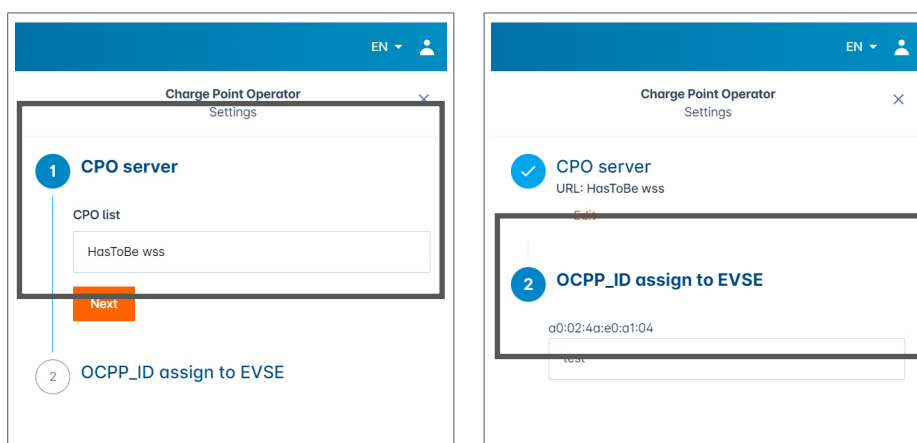 EN
Charge Point Operator
Settings
1 CPO server
CPO list
HasToBe wss
Next
2 OCPP_ID assign to EVSE
EN
Charge Point Operator
Settings
CPO server
URL: HasToBe wss
Edit
2 OCPP_ID assign to EVSE
a0:02:4a:e0:a1:04
test